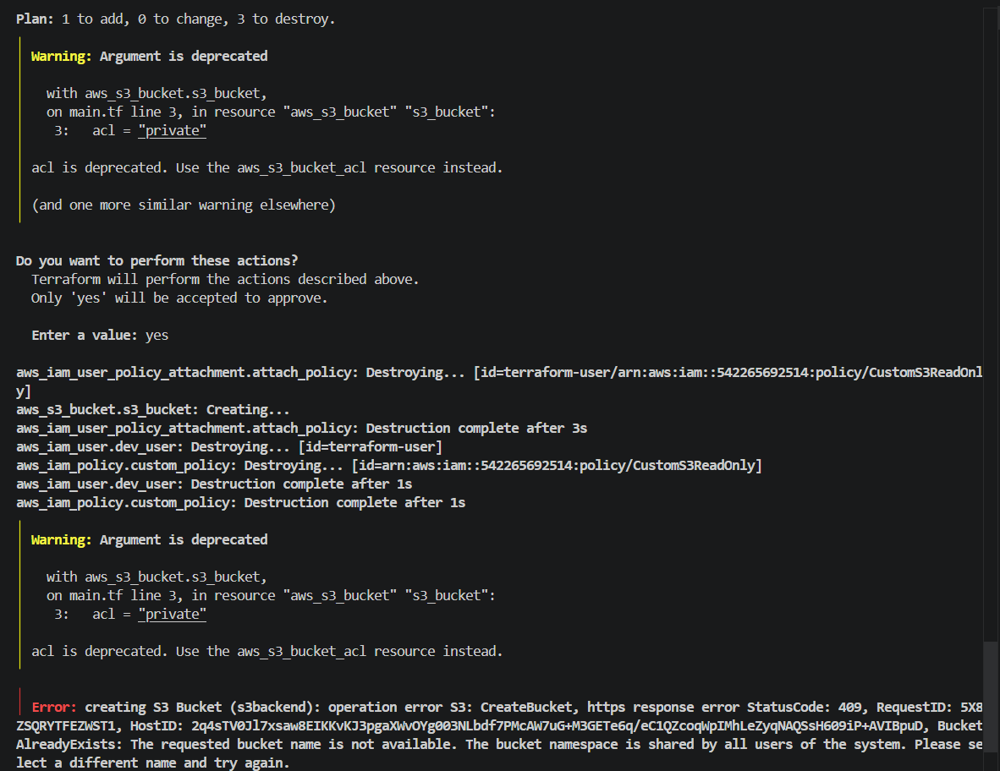 Plan: 1 to add, 0 to change, 3 to destroy.
Warning: Argument is deprecated
with aws_s3_bucket.s3_bucket,
on main.tf line 3, in resource "aws_s3_bucket" "s3_bucket":
3: acl = "private"
acl is deprecated. Use the aws_s3_bucket_acl resource instead.
(and one more similar warning elsewhere)
Do you want to perform these actions?
Terraform will perform the actions described above.
Only 'yes' will be accepted to approve.
Enter a value: yes
aws_iam_user_policy_attachment.attach_policy: Destroying... [id=terraform-user/arn:aws:iam::542265692514:policy/CustomS3ReadOnl
y]
aws_s3_bucket.s3_bucket: Creating...
aws_iam_user_policy_attachment.attach_policy: Destruction complete after 3s
aws_iam_user.dev_user: Destroying... [id=terraform-user]
aws_iam_policy.custom_policy: Destroying... [id=arn:aws:iam::542265692514:policy/CustomS3ReadOnly]
aws_iam_user.dev_user: Destruction complete after 1s
aws_iam_policy.custom_policy: Destruction complete after 1s
Warning: Argument is deprecated
with aws_s3_bucket.s3_bucket,
on main.tf line 3, in resource "aws_s3_bucket" "s3_bucket":
3: acl = "private"
acl is deprecated. Use the aws_s3_bucket_acl resource instead.
Error: creating S3 Bucket (s3backend): operation error S3: CreateBucket, https response error StatusCode: 409, RequestID: 5X8
ZSQRYTFEZWST1, HostID: 2q4sTV0Jl7xsaw8EIKKvKJ3pgaXWvOYg003NLbdf7PMcAW7uG+M3GETe6q/eC1QZcoqWpIMhLeZyqNAQSsH609iP+AVIBpuD, Bucket
AlreadyExists: The requested bucket name is not available. The bucket namespace is shared by all users of the system. Please se
lect a different name and try again.